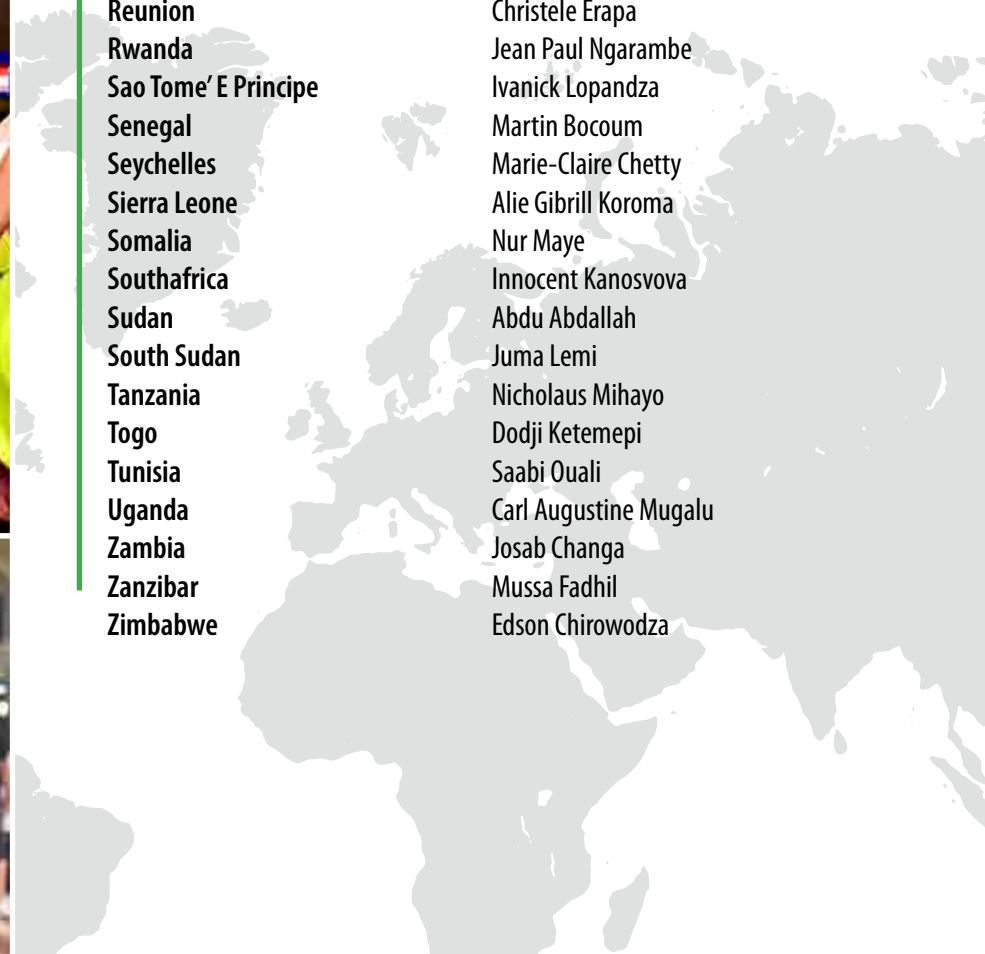 Reunion Christele Erapa
Rwanda Jean Paul Ngarambe
Sao Tome’ E Principe Ivanick Lopandza
Senegal Martin Bocoum
Seychelles Marie-Claire Chetty
Sierra Leone Alie Gibrill Koroma
Somalia Nur Maye
Southafrica Innocent Kanosvova
Sudan Abdu Abdallah
South Sudan Juma Lemi
Tanzania Nicholaus Mihayo
Togo Dodji Ketemepi
Tunisia Saabi Ouali
Uganda Carl Augustine Mugalu
Zambia Josab Changa
Zanzibar Mussa Fadhil
Zimbabwe Edson Chirowodza